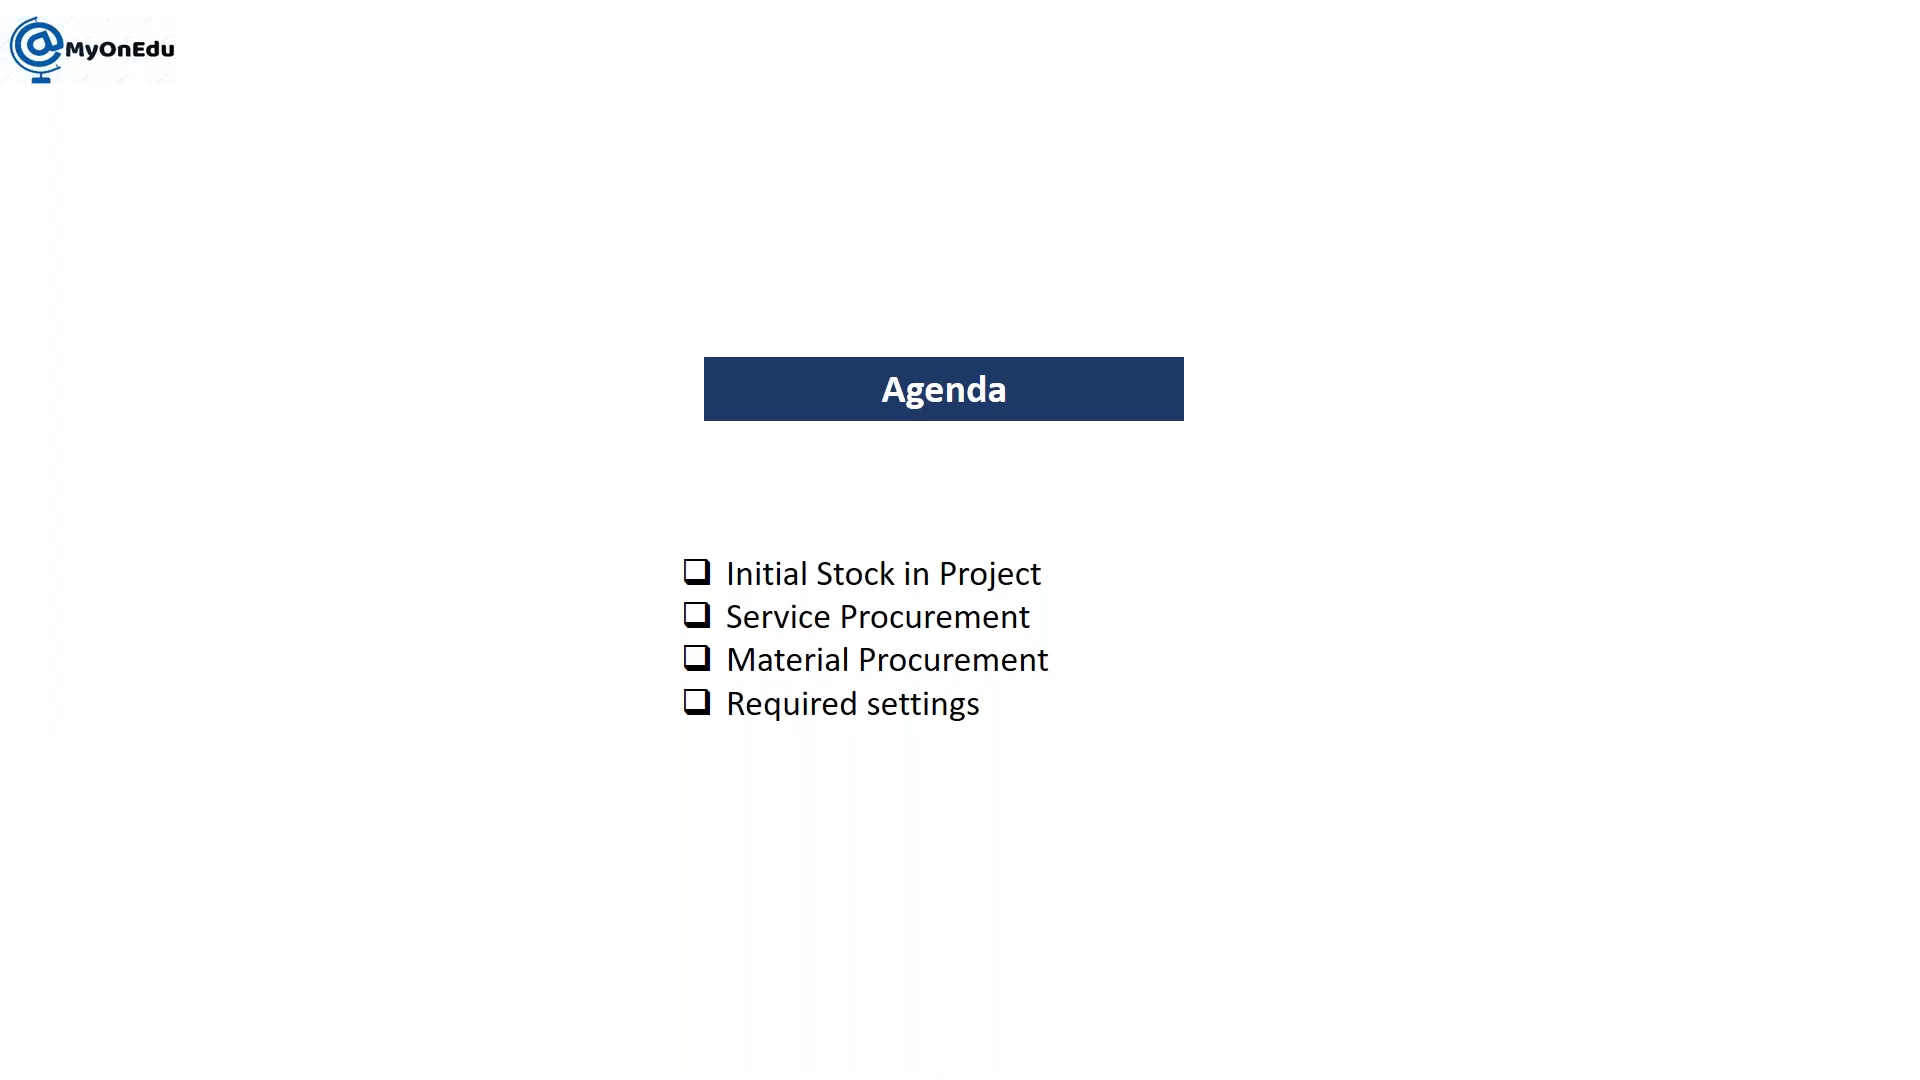 MyOnEdu
Agenda
❑ Initial Stock in Project
❑ Service Procurement
❑ Material Procurement
❑ Required settings